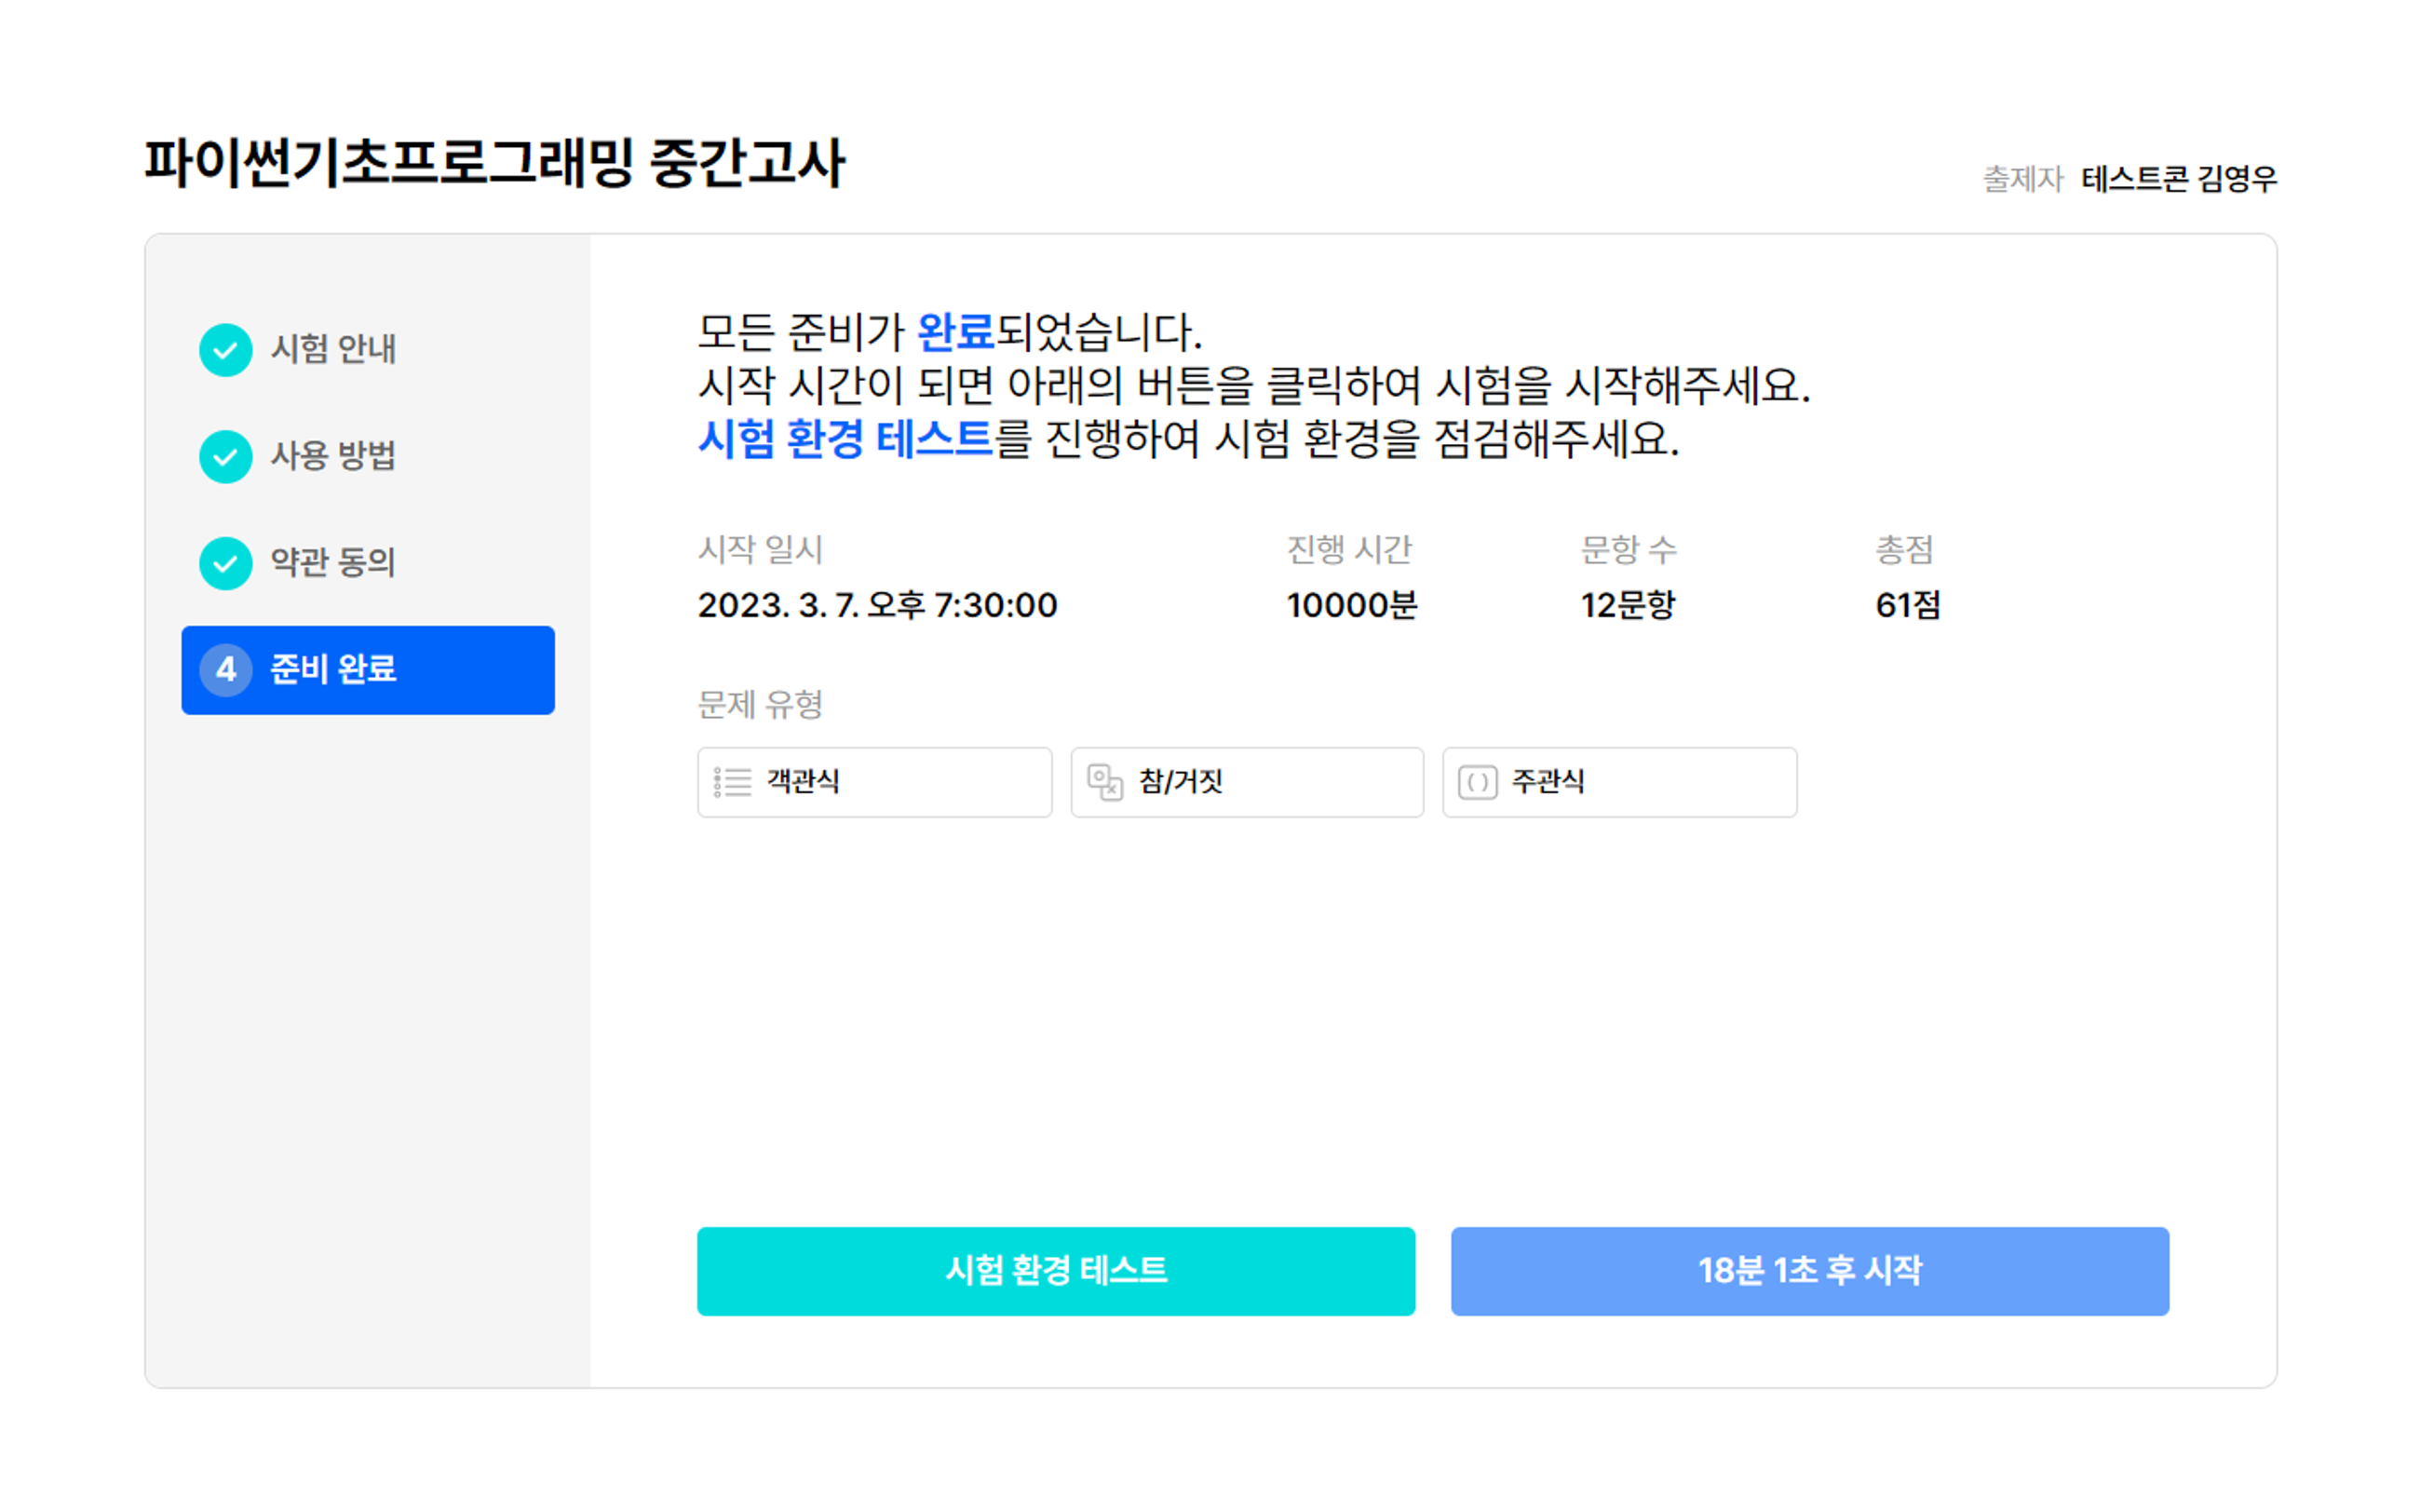 파이썬기초프로그래밍 중간고사
출제자 테스트콘 김영우
시험 안내
사용 방법
약관 동의
4 준비 완료
모든 준비가 완료되었습니다.
시작 시간이 되면 아래의 버튼을 클릭하여 시험을 시작해주세요.
시험 환경 테스트를 진행하여 시험 환경을 점검해주세요.
시작 일시 진행 시간 문항 수 총점
2023. 3. 7. 오후 7:30:00 10000분 12문항 61점
문제 유형
객관식 참/거짓 주관식
시험 환경 테스트 18분 1초 후 시작